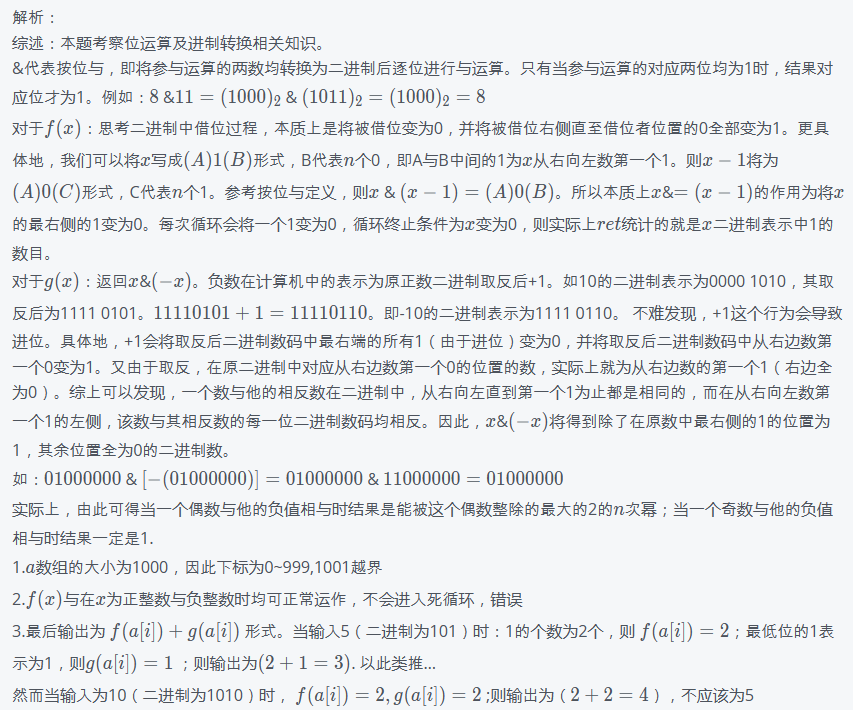 解析：
综述：本题考察位运算及进制转换相关知识。
&代表按位与，即将参与运算的两数均转换为二进制后逐位进行与运算。只有当参与运算的对应两位均为1时，结果对
应位才为1。例如：8 &11 = (1000)₂ & (1011)₂ = (1000)₂ = 8
对于f(x)：思考二进制中借位过程，本质上是将被借位变为0，并将被借位右侧直至借位者位置的0全部变为1。更具
体地，我们可以将x写成(A)1(B)形式，B代表n个0，即A与B中间的1为x从右向左数第一个1。则x − 1将为
(A)0(C)形式，C代表n个1。参考按位与定义，则x & (x − 1) = (A)0(B)。所以本质上x&= (x − 1)的作用为将x
的最右侧的1变为0。每次循环会将一个1变为0，循环终止条件为x变为0，则实际上ret统计的就是x二进制表示中1的
数目。
对于g(x)：返回x&(−x)。负数在计算机中的表示为原正数二进制取反后+1。如10的二进制表示为0000 1010，其取
反后为1111 0101。11110101 + 1 = 11110110。即-10的二进制表示为1111 0110。 不难发现，+1这个行为会导致
进位。具体地，+1会将取反后二进制数码中最右端的所有1（由于进位）变为0，并将取反后二进制数码中从右边数第
一个0变为1。又由于取反，在原二进制中对应从右边数第一个0的位置的数，实际上就为从右边数的第一个1（右边全
为0）。综上可以发现，一个数与他的相反数在二进制中，从右向左直到第一个1为止都是相同的，而在从右向左数第
一个1的左侧，该数与其相反数的每一位二进制数码均相反。因此，x&(−x)将得到除了在原数中最右侧的1的位置为
1，其余位置全为0的二进制数。
如：01000000 & [−(01000000)] = 01000000 & 11000000 = 01000000
实际上，由此可得当一个偶数与他的负值相与时结果是能被这个偶数整除的最大的2的n次幂；当一个奇数与他的负值
相与时结果一定是1.
1.a数组的大小为1000，因此下标为0~999,1001越界
2.f(x)与在x为正整数与负整数时均可正常运作，不会进入死循环，错误
3.最后输出为 f(a[i]) + g(a[i]) 形式。当输入5（二进制为101）时：1的个数为2个，则 f(a[i]) = 2；最低位的1表
示为1，则g(a[i]) = 1 ；则输出为(2 + 1 = 3). 以此类推...
然而当输入为10（二进制为1010）时， f(a[i]) = 2, g(a[i]) = 2 ;则输出为（2 + 2 = 4），不应该为5